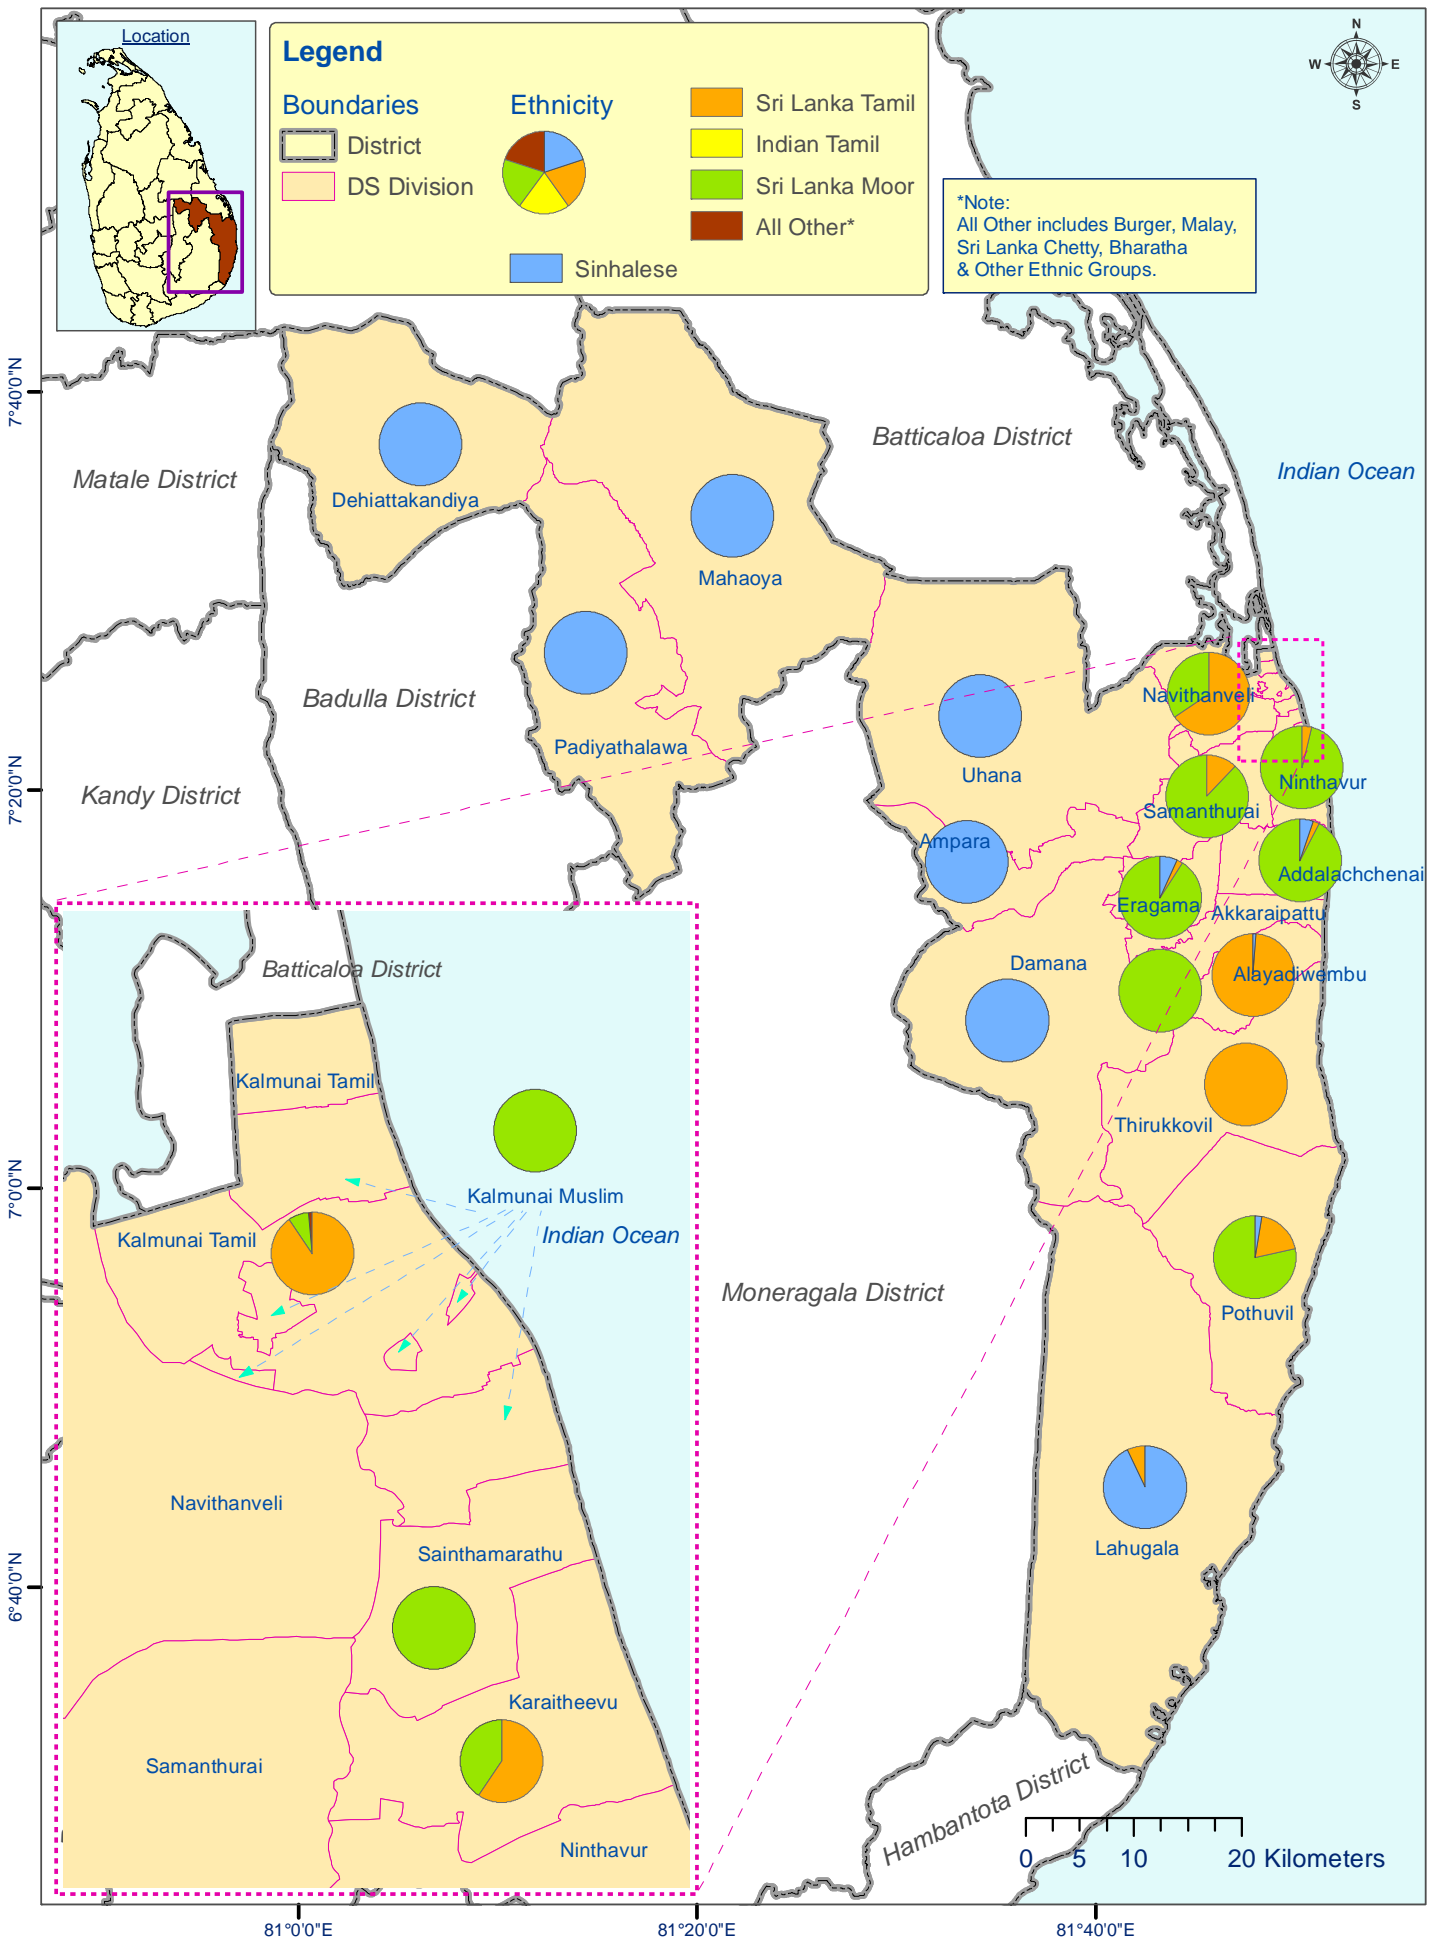 Location
Legend
Boundaries
District
DS Division
Ethnicity
Sri Lanka Tamil
Indian Tamil
Sri Lanka Moor
All Other*
Sinhalese
N
W
E
S
*Note:
All Other includes Burger, Malay,
Sri Lanka Chetty, Bharatha
& Other Ethnic Groups.
7°40'0"N
7°20'0"N
7°0'0"N
6°40'0"N
Matale District
Dehiattakandiya
Batticaloa District
Indian Ocean
Mahaoya
Badulla District
Navithanveli
Padiyathalawa
Uhana
Kandy District
Ninthavur
Samanthurai
Ampara
Addalachchenai
Eragama
Akkaraipattu
Damana
Alayadiwembu
Thirukkovil
Moneragala District
Pothuvil
Lahugala
Hambantota District
Batticaloa District
Kalmunai Tamil
Kalmunai Muslim
Indian Ocean
Kalmunai Tamil
Navithanveli
Sainthamarathu
Karaitheevu
Samanthurai
Ninthavur
0 5 10 20 Kilometers
81°0'0"E
81°20'0"E
81°40'0"E